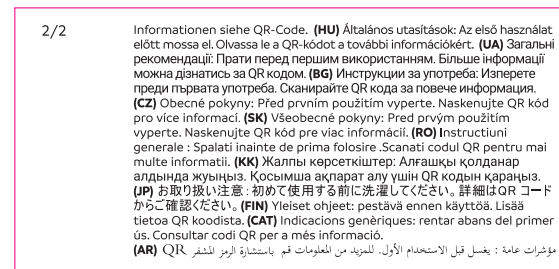 2/2
Informationen siehe QR-Code. (HU) Általános utasítások: Az első használat
előtt mossa el. Olvassa le a QR-kódot a további információkért. (UA) Загальні
рекомендації: Прати перед першим використанням. Більше інформації
можна дізнатись за QR кодом. (BG) Инструкции за употреба: Изперете
преди първата употреба. Сканирайте QR кода за повече информация.
(CZ) Obecné pokyny: Před prvním použitím vyperte. Naskenujte QR kód
pro více informací. (SK) Všeobecné pokyny: Pred prvým použitím
vyperte. Naskenujte QR kód pre viac informácií. (RO) Instructiuni
generale : Spalati inainte de prima folosire .Scanati codul QR pentru mai
multe informatii. (KK) Жалпы көрсеткіштер: Алғашқы қолданар
алдында жуыңыз. Қосымша ақпарат алу үшін QR кодын қараңыз.
(JP) お取り扱い注意：初めて使用する前に洗濯してください。詳細はQR コード
からご確認ください。(FIN) Yleiset ohjeet: pestävä ennen käyttöä. Lisää
tietoa QR koodista. (CAT) Indicacions genèriques: rentar abans del primer
ús. Consultar codi QR per a més informació.
(AR) مؤشرات عامة : يغسل قبل الاستخدام الأول. للمزيد من المعلومات قم باستشارة الرمز المشفر QR